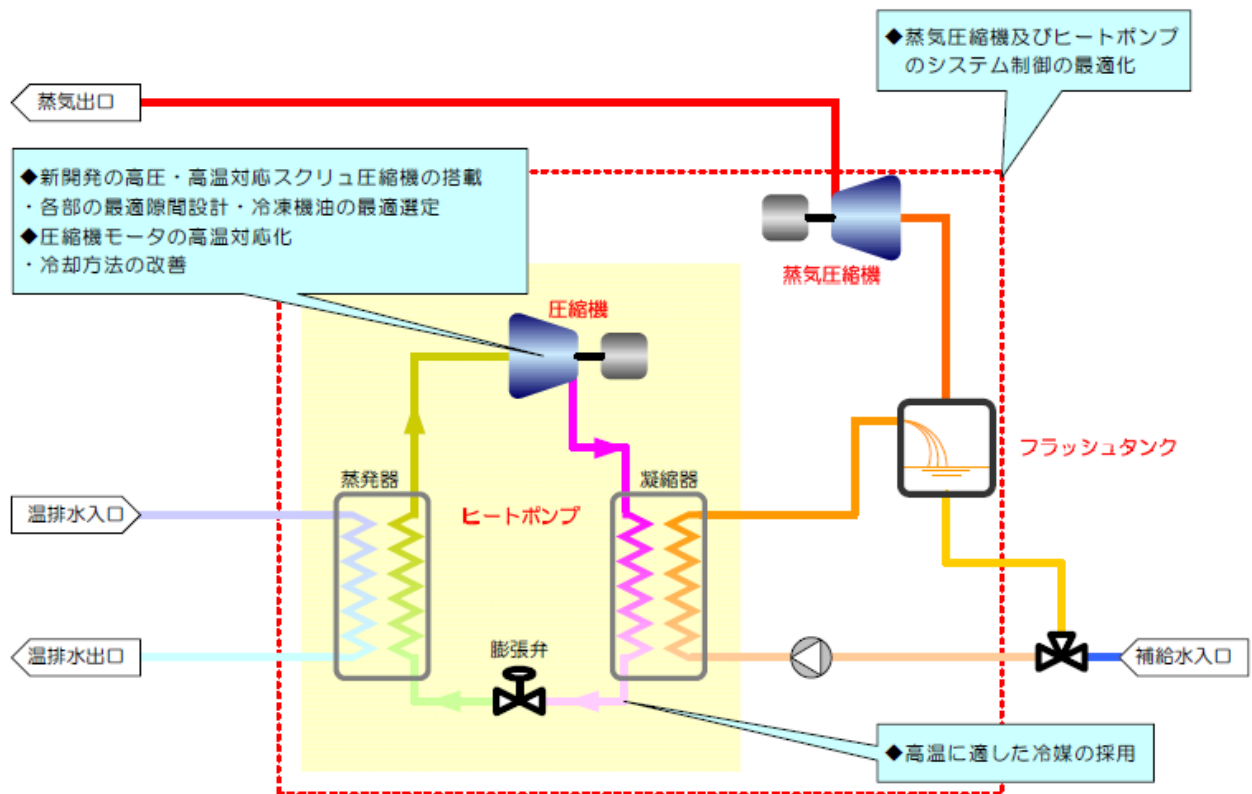 ◆蒸気圧縮機及びヒートポンプ
のシステム制御の最適化
蒸気出口
◆新開発の高圧・高温対応スクリュ圧縮機の搭載
・各部の最適隙間設計・冷凍機油の最適選定
◆圧縮機モータの高温対応化
・冷却方法の改善
蒸気圧縮機
圧縮機
フラッシュタンク
蒸発器
凝縮器
温排水入口
ヒートポンプ
膨張弁
温排水出口
補給水入口
◆高温に適した冷媒の採用